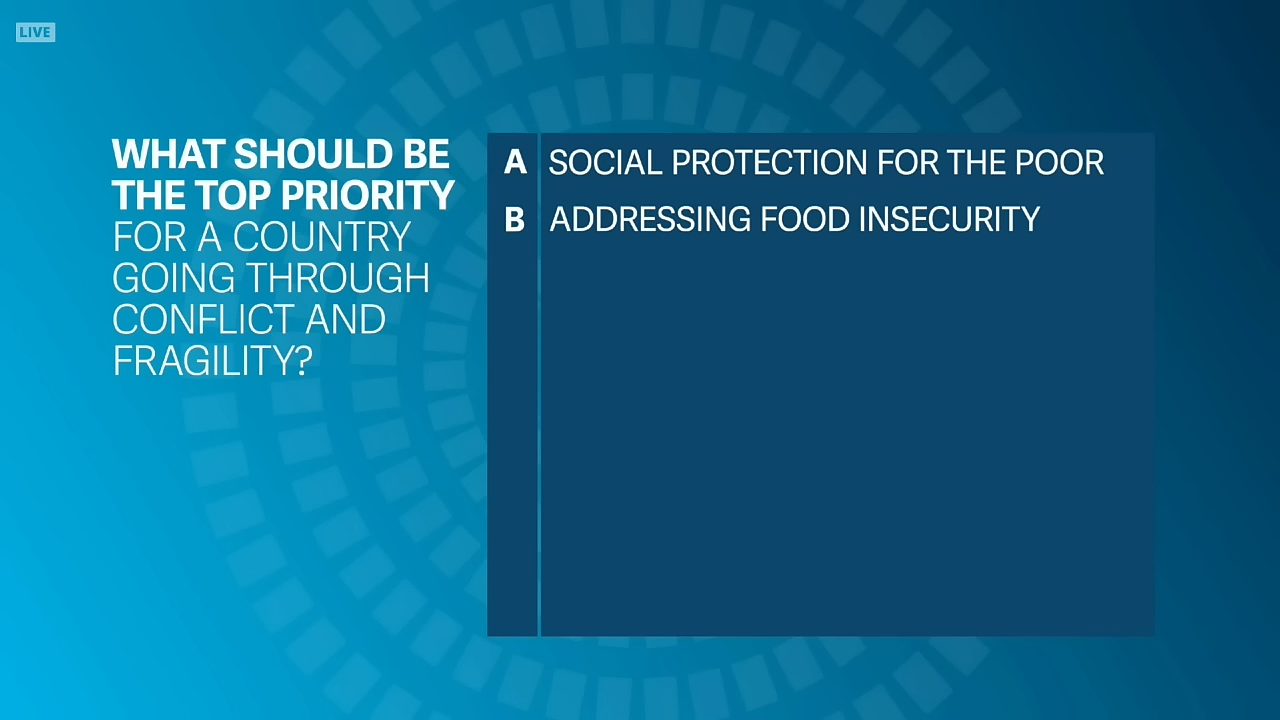 LIVE
WHAT SHOULD BE
THE TOP PRIORITY
FOR A COUNTRY
GOING THROUGH
CONFLICT AND
FRAGILITY?
A SOCIAL PROTECTION FOR THE POOR
B ADDRESSING FOOD INSECURITY